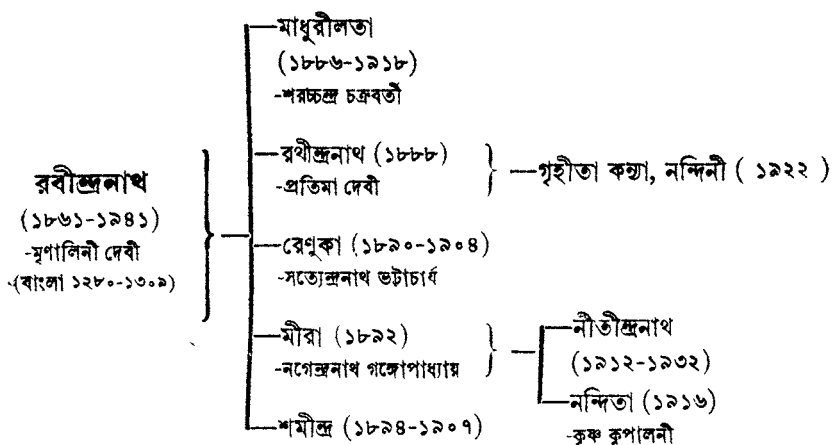 রবীন্দ্রনাথ
(১৮৬১-১৯৪১)
-মৃণালিনী দেবী
-(বাংলা ১২৮০-১৩০৯)
মাধুরীলতা
(১৮৮৬-১৯১৮)
-শরচ্চন্দ্র চক্রবর্তী
রথীন্দ্রনাথ (১৮৮৮)
-প্রতিমা দেবী
গৃহীতা কন্যা, নন্দিনী ( ১৯২২ )
রেণুকা (১৮৯০-১৯০৪)
-সত্যেন্দ্রনাথ ভট্টাচার্য
মীরা (১৮৯২)
-নগেন্দ্রনাথ গঙ্গোপাধ্যায়
নীতীন্দ্রনাথ
(১৯১২-১৯৩২)
নন্দিতা (১৯১৬)
-কৃষ্ণ কৃপালনী
শমীন্দ্র (১৮৯৪-১৯০৭)